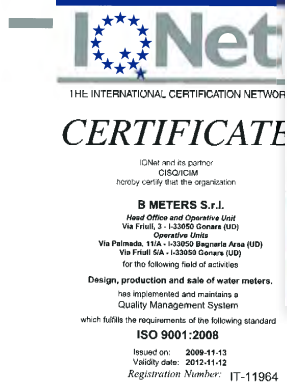 IQNet
THE INTERNATIONAL CERTIFICATION NETWOR
CERTIFICATE
IQNet and its partner
CISQ/ICIM
hereby certify that the organization
B METERS S.r.l.
Head Office and Operative Unit
Via Friuli, 3 - I-33050 Gonars (UD)
Operative Units
Via Palmada, 11/A - I-33050 Bagnaria Arsa (UD)
Via Friuli 5/A - I-33050 Gonars (UD)
for the following field of activities
Design, production and sale of water meters.
has implemented and maintains a
Quality Management System
which fulfills the requirements of the following standard
ISO 9001:2008
Issued on: 2009-11-13
Validity date: 2012-11-12
Registration Number: IT-11964